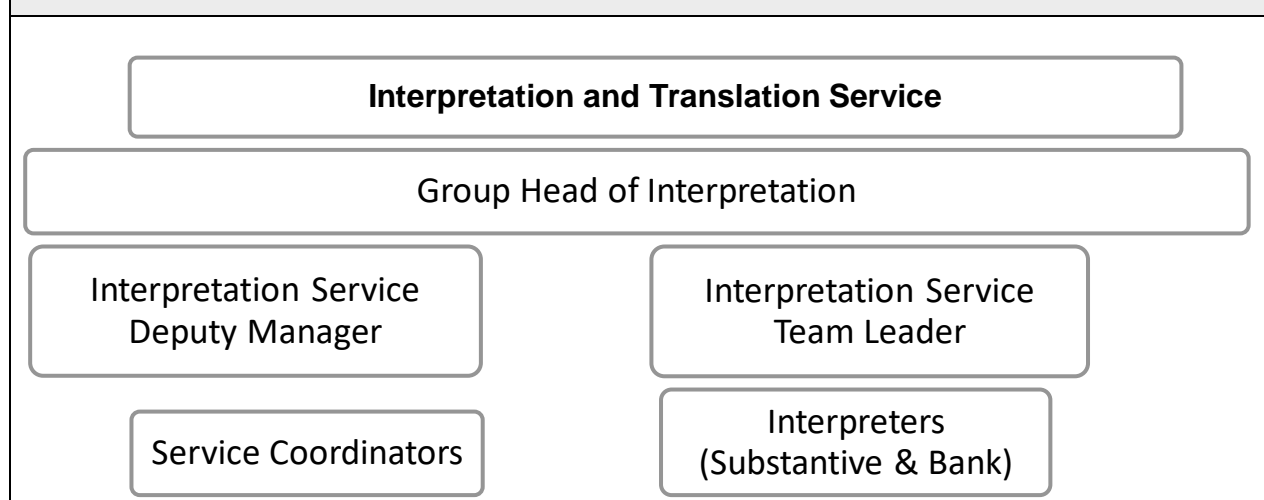 Interpretation and Translation Service
Group Head of Interpretation
Interpretation Service
Deputy Manager
Interpretation Service
Team Leader
Service Coordinators
Interpreters
(Substantive & Bank)